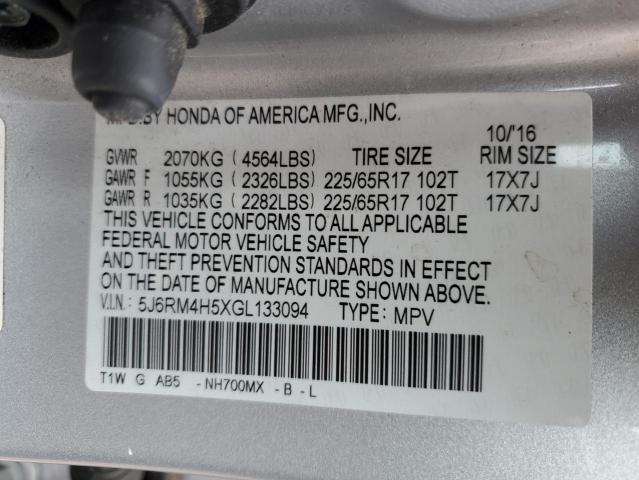 MFD.BY HONDA OF AMERICA MFG.,INC.
10/'16
GVWR 2070KG ( 4564LBS) TIRE SIZE RIM SIZE
GAWR F 1055KG ( 2326LBS) 225/65R17 102T 17X7J
GAWR R 1035KG ( 2282LBS) 225/65R17 102T 17X7J
THIS VEHICLE CONFORMS TO ALL APPLICABLE
FEDERAL MOTOR VEHICLE SAFETY
AND THEFT PREVENTION STANDARDS IN EFFECT
ON THE DATE OF MANUFACTURE SHOWN ABOVE.
V.I.N.: 5J6RM4H5XGL133094 TYPE: MPV
T1W G AB5 - NH700MX - B - L